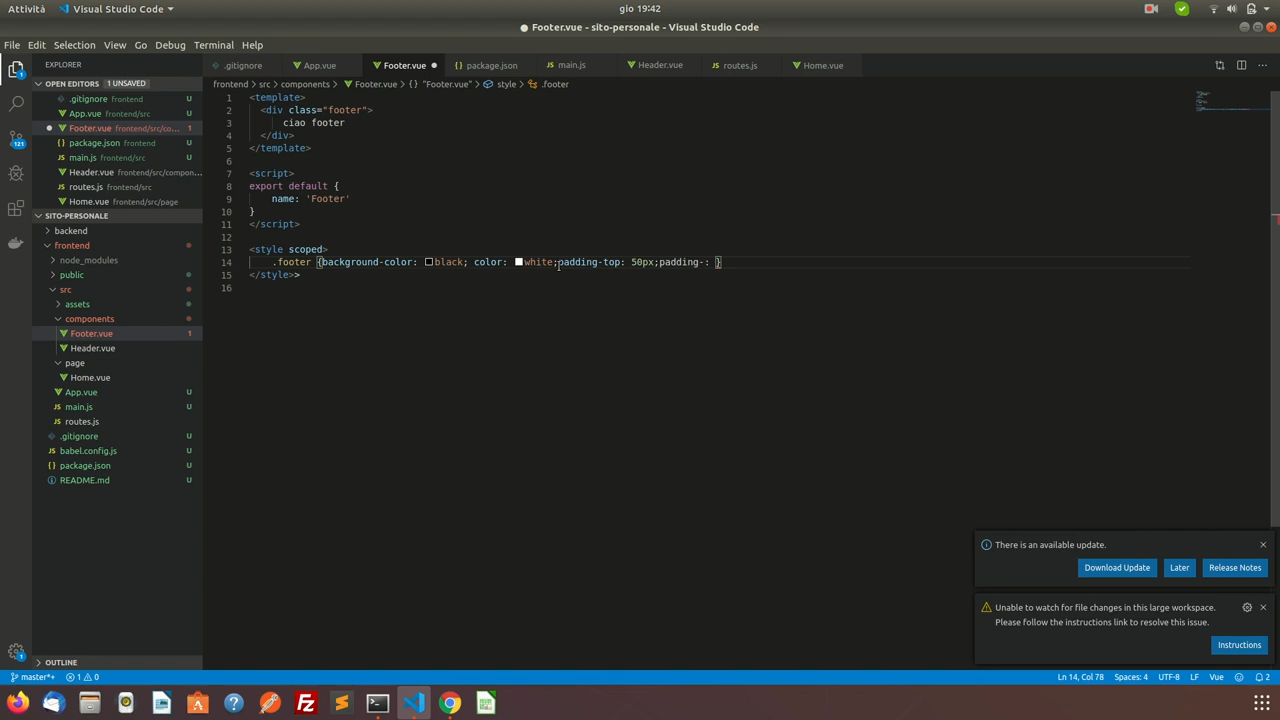 Attività Visual Studio Code gio 19:42
Footer.vue - sito-personale - Visual Studio Code
File Edit Selection View Go Debug Terminal Help
EXPLORER
.gitignore App.vue Footer.vue package.json main.js Header.vue routes.js Home.vue
OPEN EDITORS 1 UNSAVED
frontend > src > components > Footer.vue > {} "Footer.vue" > style > .footer
.gitignore frontend U
App.vue frontend/src U
Footer.vue frontend/src/co... 1
package.json frontend U
main.js frontend/src U
Header.vue frontend/src/compon...
routes.js frontend/src U
Home.vue frontend/src/page
SITO-PERSONALE
backend
frontend
node_modules
public
src
assets
components
Footer.vue 1
Header.vue
page
Home.vue
App.vue U
main.js U
routes.js
.gitignore U
babel.config.js U
package.json U
README.md U
OUTLINE
121
1
1 <template>
2 <div class="footer">
3 ciao footer
4 </div>
5 </template>
6
7 <script>
8 export default {
9 name: 'Footer'
10 }
11 </script>
12
13 <style scoped>
14 .footer {background-color: black; color: white;padding-top: 50px;padding-: }
15 </style>>
16
There is an available update.
Download Update Later Release Notes
Unable to watch for file changes in this large workspace.
Please follow the instructions link to resolve this issue.
Instructions
master*+ 1 0 Ln 14, Col 78 Spaces: 4 UTF-8 LF Vue 2